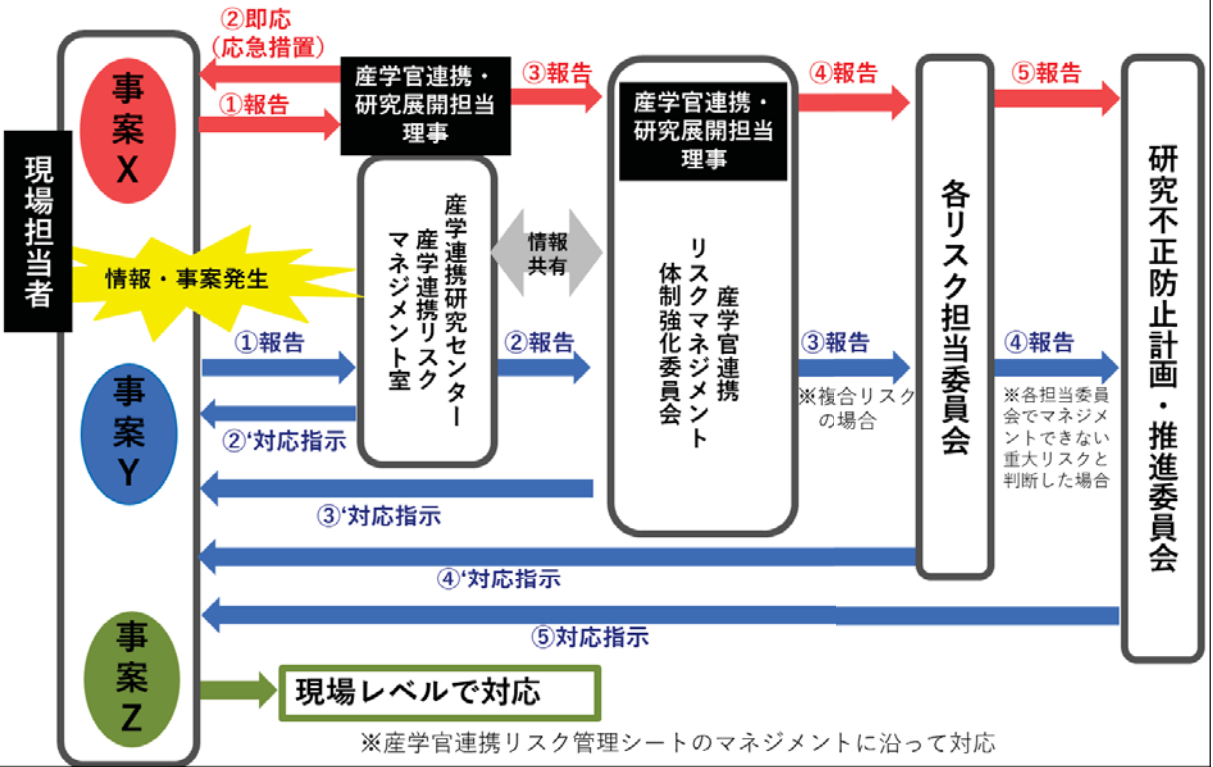 ②即応
（応急措置）
①報告
③報告
④報告
⑤報告
事案X
産学官連携・
研究展開担当
理事
産学官連携・
研究展開担当
理事
現場担当者
情報・事案発生
産学連携研究センター
産学連携リスク
マネジメント室
情報
共有
産学官連携
リスクマネジメント
体制強化委員会
各リスク担当委員会
研究不正防止計画・推進委員会
①報告
②報告
③報告
※複合リスク
の場合
④報告
※各担当委員
会でマネジメ
ントできない
重大リスクと
判断した場合
事案Y
②‘対応指示
③‘対応指示
④‘対応指示
⑤対応指示
事案Z
現場レベルで対応
※産学官連携リスク管理シートのマネジメントに沿って対応